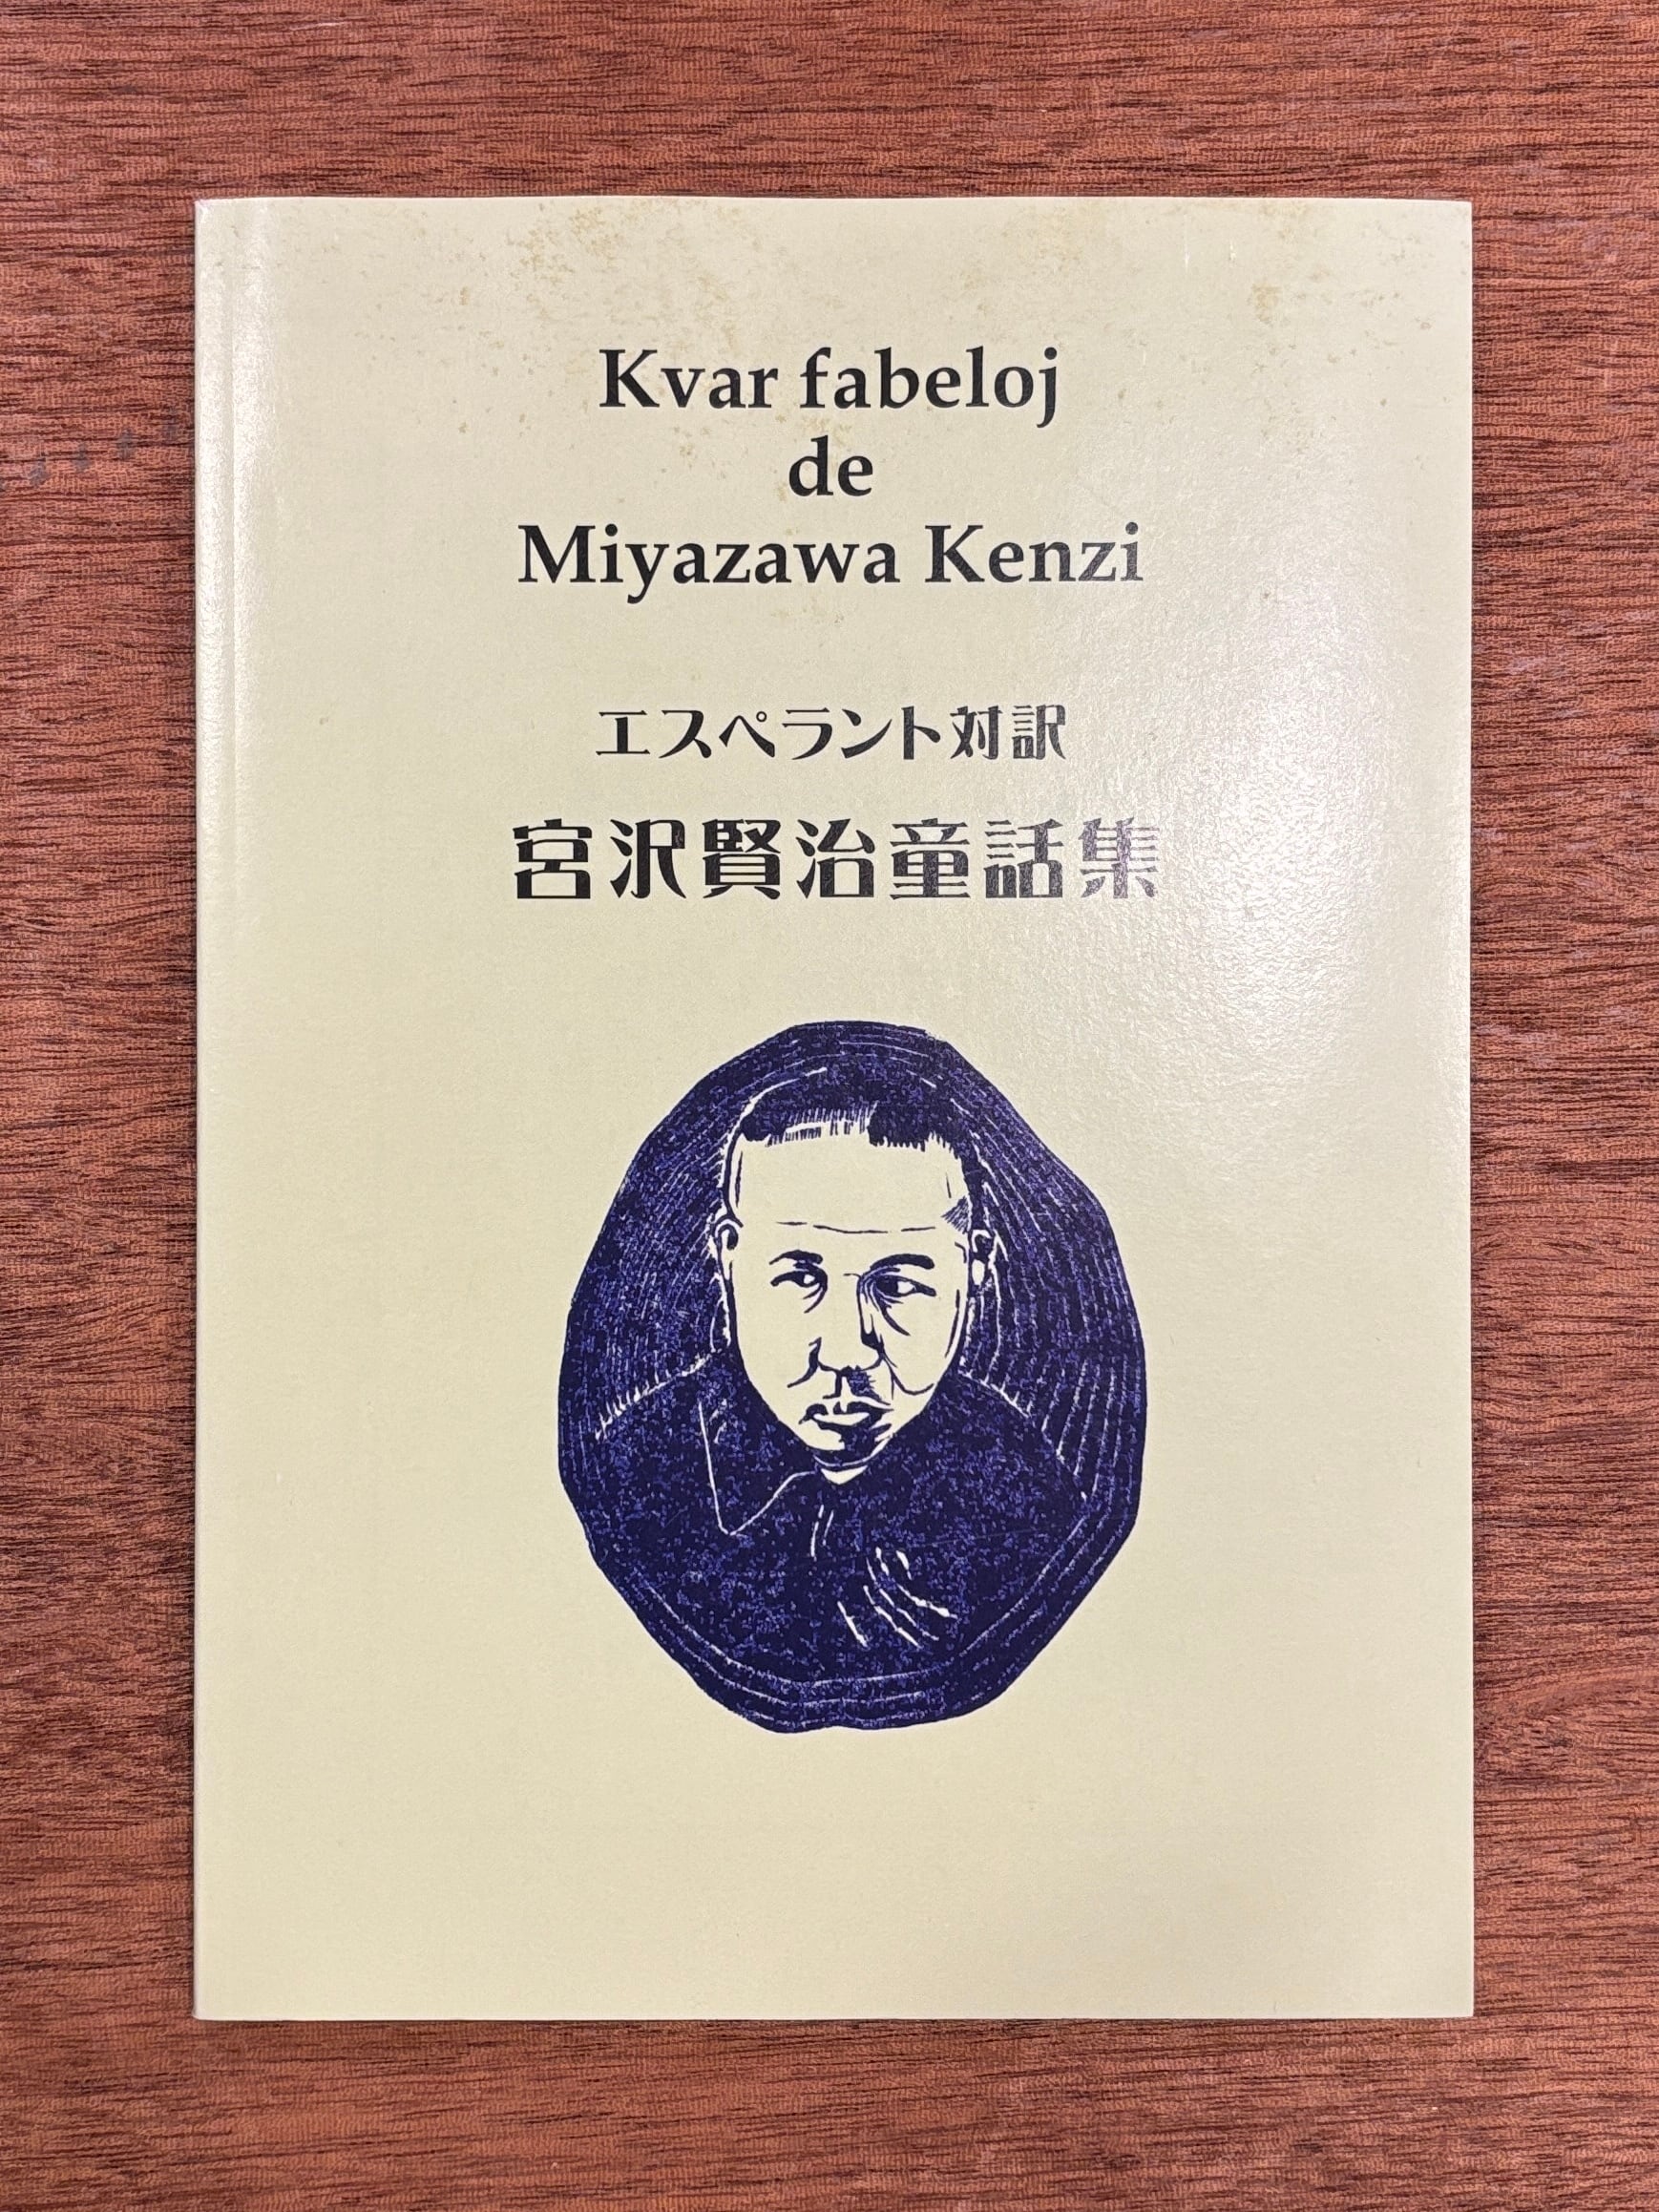 Kvar fabeloj
de
Miyazawa Kenzi
エスペラント対訳
宮沢賢治童話集